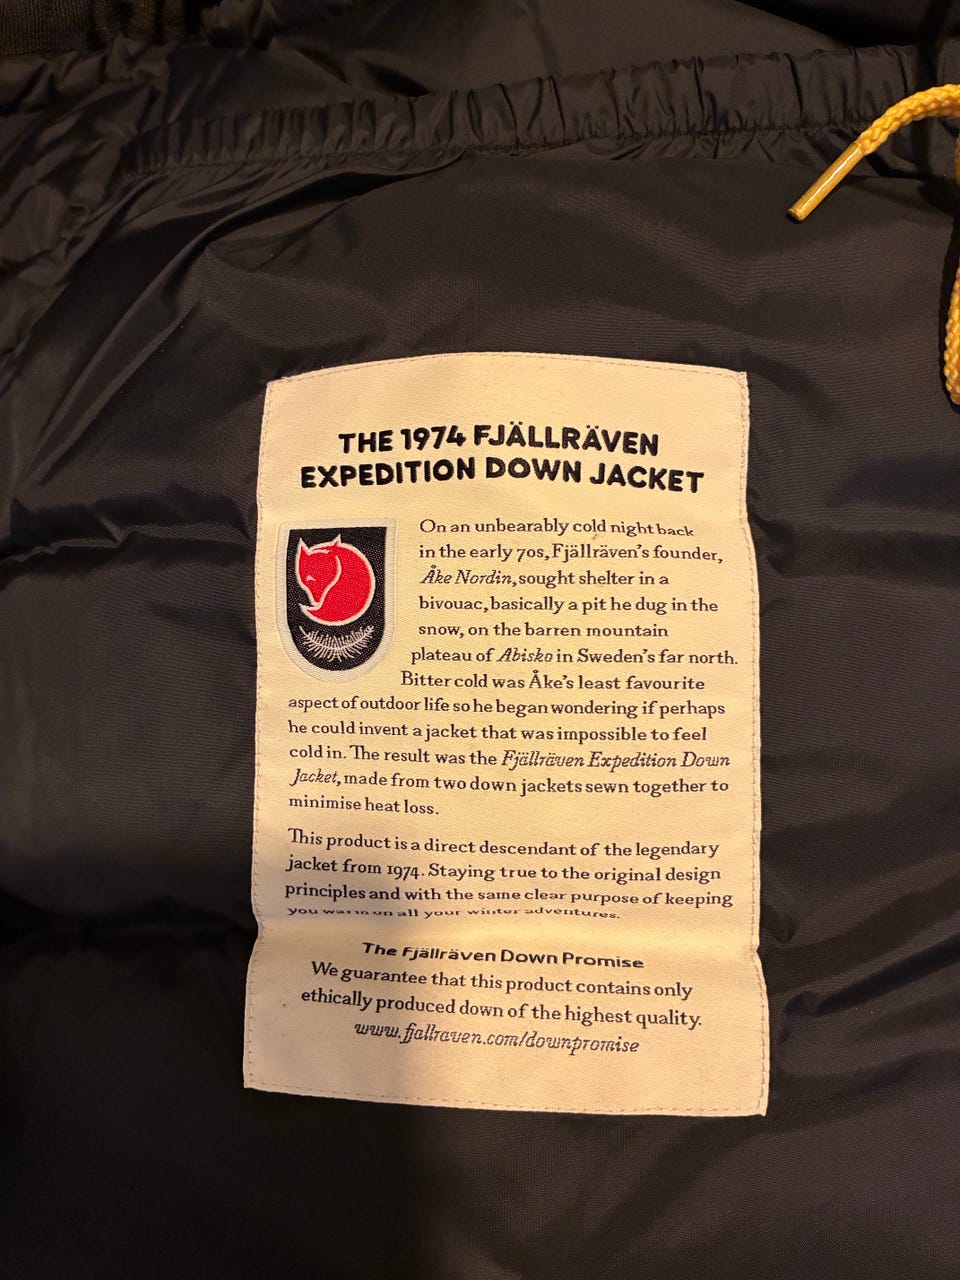 THE 1974 FJÄLLRÄVEN
EXPEDITION DOWN JACKET
On an unbearably cold night back
in the early 70s, Fjällräven's founder,
Åke Nordin, sought shelter in a
bivouac, basically a pit he dug in the
snow, on the barren mountain
plateau of Abisko in Sweden's far north.
Bitter cold was Åke's least favourite
aspect of outdoor life so he began wondering if perhaps
he could invent a jacket that was impossible to feel
cold in. The result was the Fjällräven Expedition Down
Jacket, made from two down jackets sewn together to
minimise heat loss.
This product is a direct descendant of the legendary
jacket from 1974. Staying true to the original design
principles and with the same clear purpose of keeping
you warm on all your winter adventures.
The Fjällräven Down Promise
We guarantee that this product contains only
ethically produced down of the highest quality.
www.fjallraven.com/downpromise